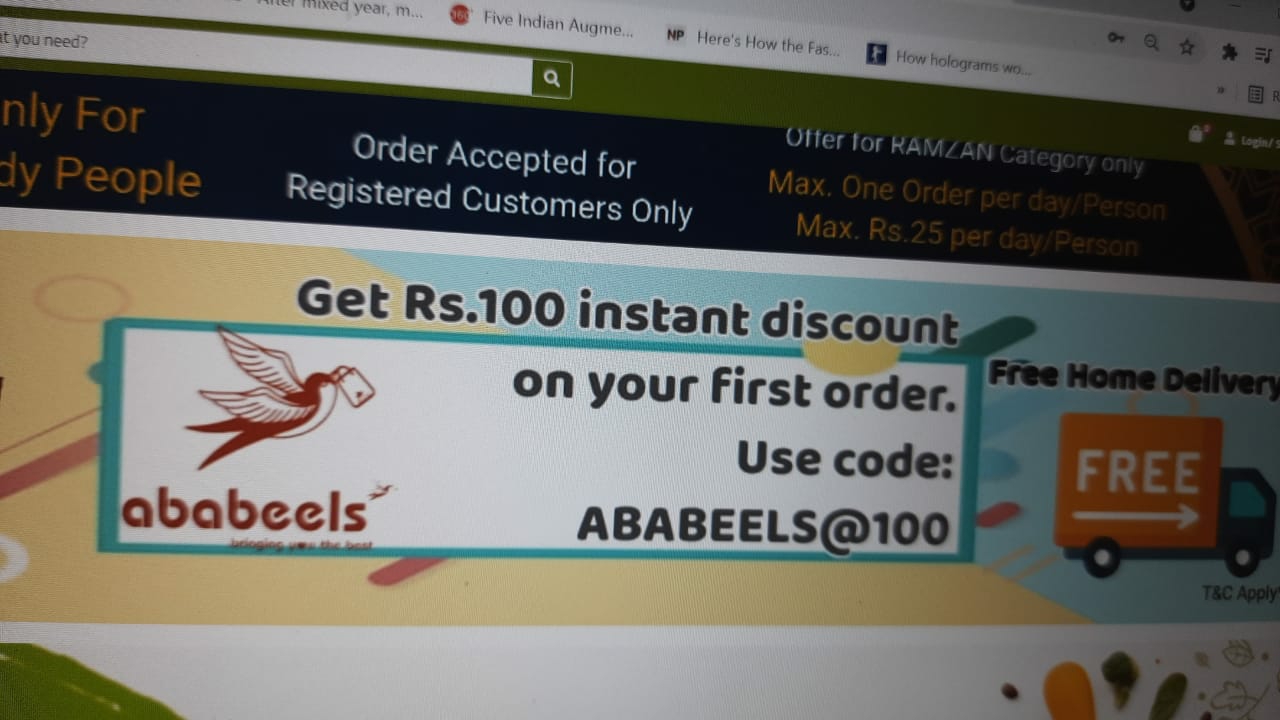 After mixed year, m...
Five Indian Augme...
NP Here's How the Fas...
How holograms wo...
at you need?
»
Login/ S
nly For
dy People
Order Accepted for
Registered Customers Only
Offer for RAMZAN Category only
Max. One Order per day/Person
Max. Rs.25 per day/Person
Get Rs.100 instant discount
on your first order.
Use code:
ABABEELS@100
ababeels
bringing you the best
Free Home Delivery
FREE
T&C Apply